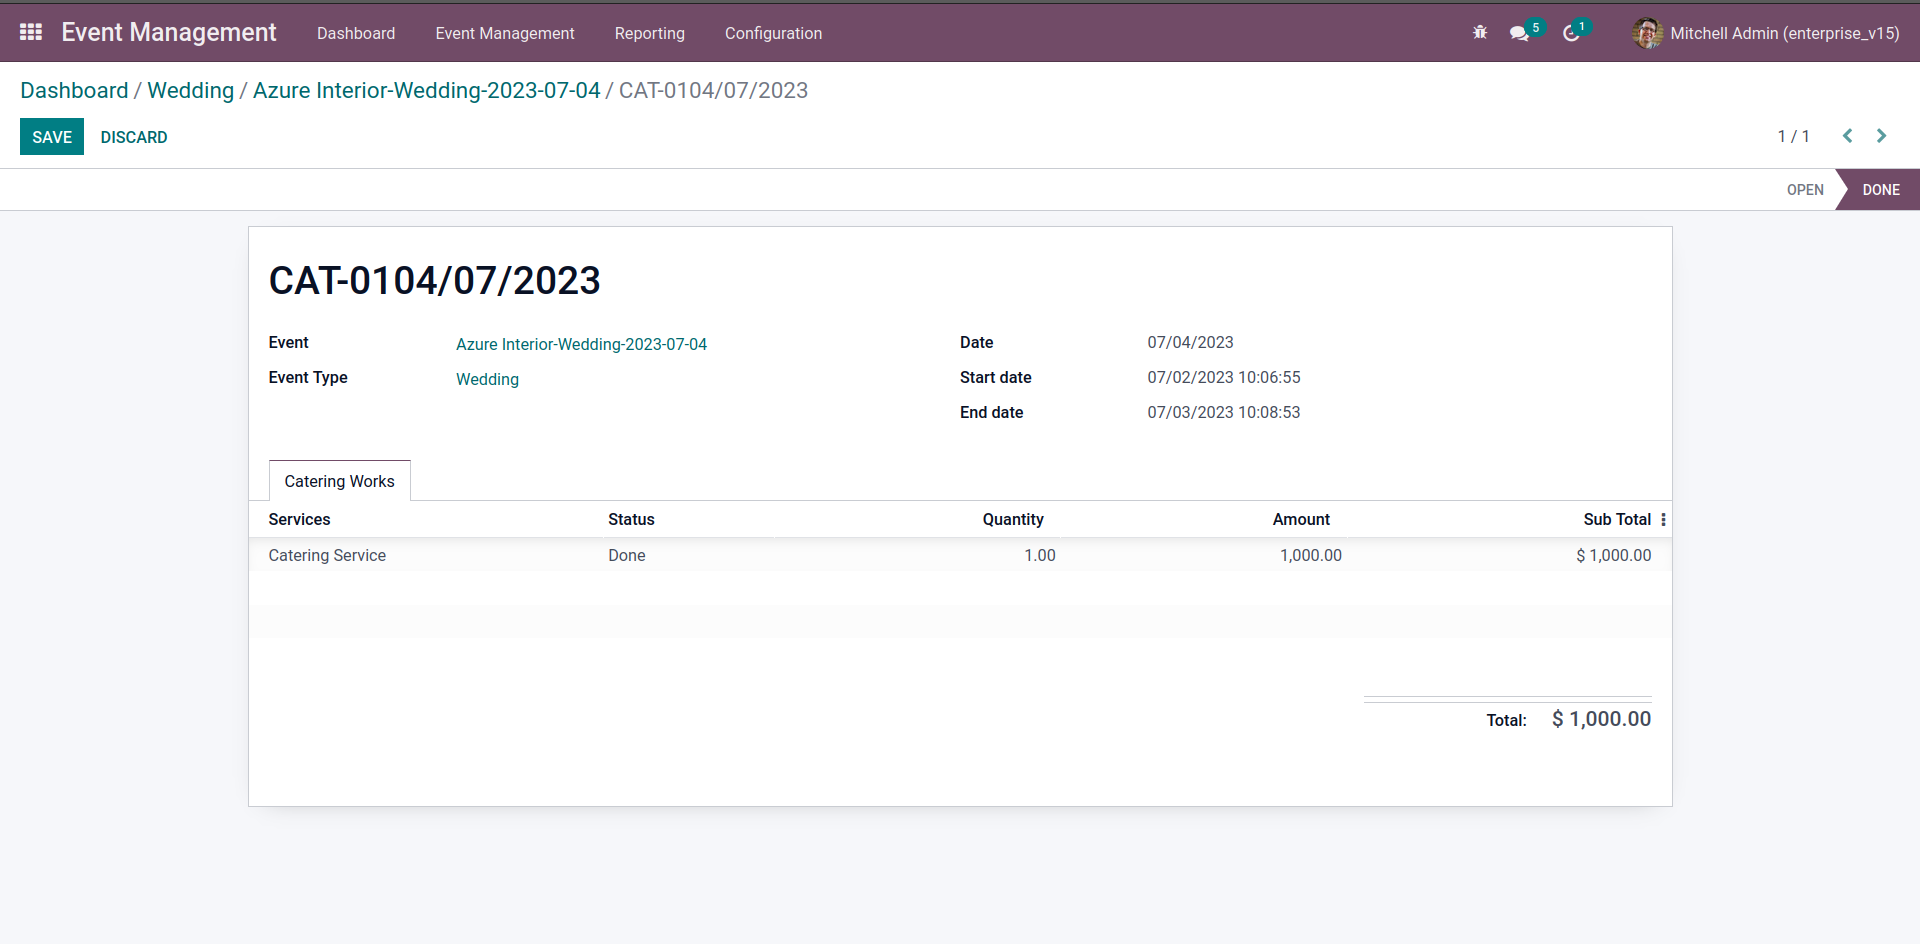 Event Management Dashboard Event Management Reporting Configuration 5 1 Mitchell Admin (enterprise_v15)
Dashboard / Wedding / Azure Interior-Wedding-2023-07-04 / CAT-0104/07/2023
SAVE DISCARD 1 / 1
OPEN DONE
CAT-0104/07/2023
Event Azure Interior-Wedding-2023-07-04 Date 07/04/2023
Event Type Wedding Start date 07/02/2023 10:06:55
End date 07/03/2023 10:08:53
Catering Works
Services Status Quantity Amount Sub Total
Catering Service Done 1.00 1,000.00 $ 1,000.00
Total: $ 1,000.00